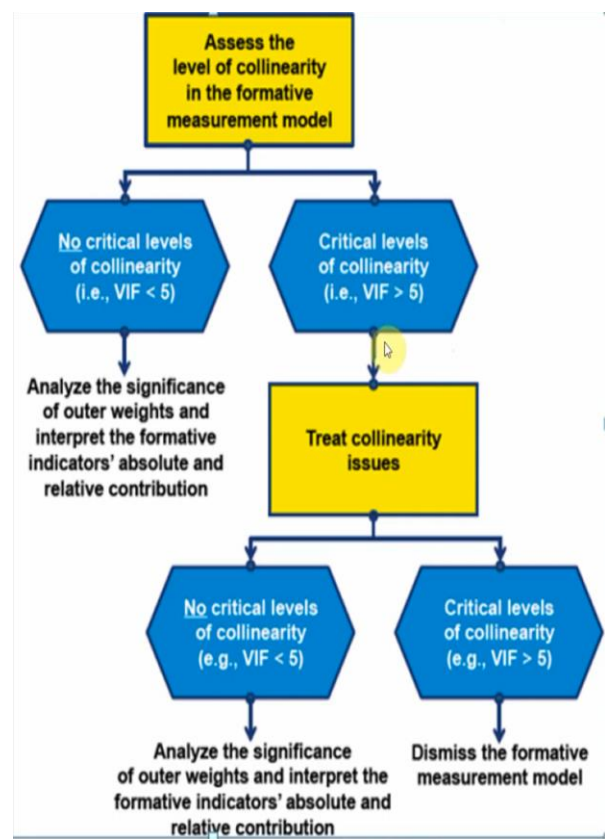 Assess the
level of collinearity
in the formative
measurement model
No critical levels
of collinearity
(i.e., VIF < 5)
Critical levels
of collinearity
(i.e., VIF > 5)
Analyze the significance
of outer weights and
interpret the formative
indicators’ absolute and
relative contribution
Treat collinearity
issues
No critical levels
of collinearity
(e.g., VIF < 5)
Critical levels
of collinearity
(e.g., VIF > 5)
Analyze the significance
of outer weights and interpret the
formative indicators’ absolute and
relative contribution
Dismiss the formative
measurement model